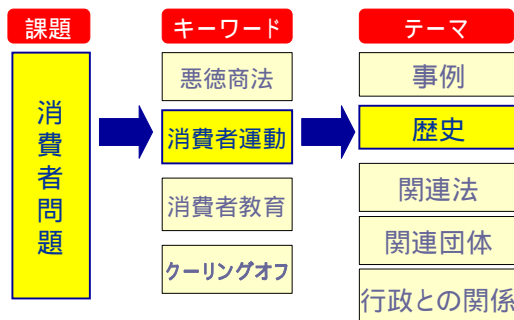 課題
キーワード
テーマ
消費者問題
悪徳商法
消費者運動
消費者教育
クーリングオフ
事例
歴史
関連法
関連団体
行政との関係